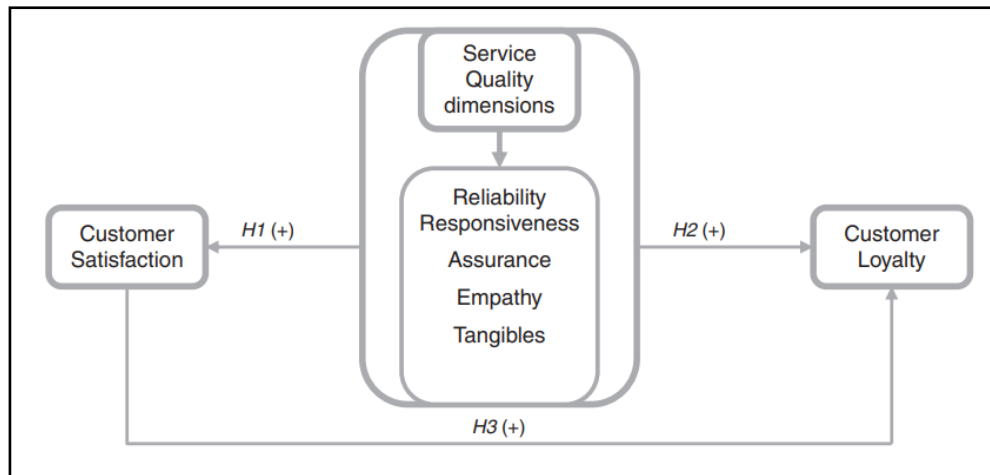 Service
Quality
dimensions
Reliability
Responsiveness
Assurance
Empathy
Tangibles
Customer
Satisfaction
H1 (+)
H2 (+)
Customer
Loyalty
H3 (+)